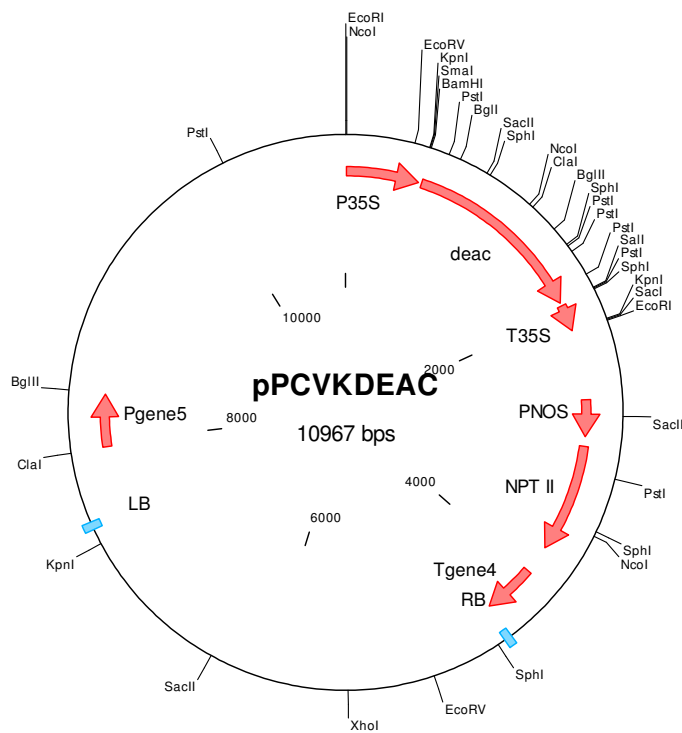 EcoRI
NcoI
EcoRV
KpnI
SmaI
BamHI
PstI
BglI
SacII
SphI
NcoI
ClaI
BglII
SphI
PstI
PstI
PstI
SalI
PstI
SphI
KpnI
SacI
EcoRI
PstI
P35S
deac
T35S
10000
2000
pPCVKDEAC
10967 bps
BglII
Pgene5
8000
PNOS
SacII
ClaI
NPT II
PstI
4000
LB
6000
KpnI
SphI
NcoI
Tgene4
RB
SphI
SacII
EcoRV
XhoI